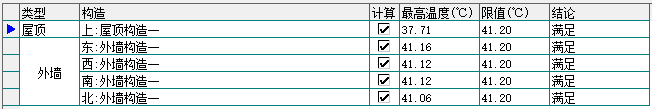 类型 构造 计算 最高温度(℃) 限值(℃) 结论
屋顶 上:屋顶构造一 37.71 41.20 满足
东:外墙构造一 41.16 41.20 满足
西:外墙构造一 41.12 41.20 满足
外墙
南:外墙构造一 41.12 41.20 满足
北:外墙构造一 41.06 41.20 满足